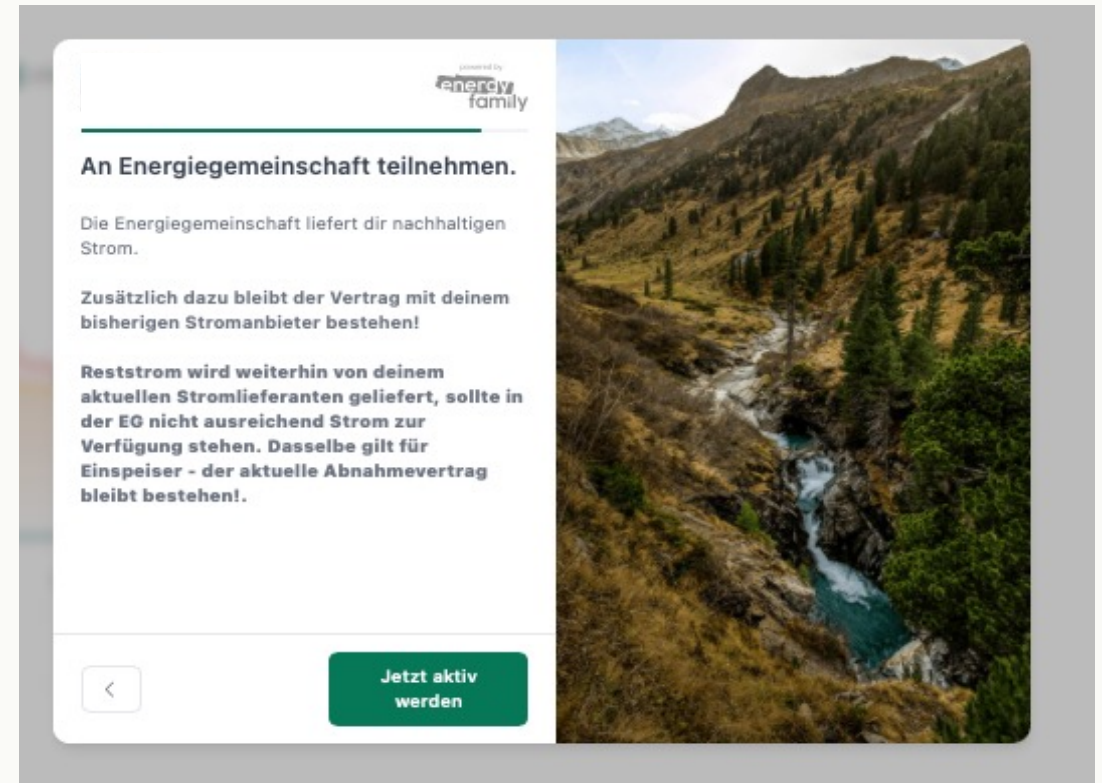 powered by
energy
family
An Energiegemeinschaft teilnehmen.
Die Energiegemeinschaft liefert dir nachhaltigen
Strom.
Zusätzlich dazu bleibt der Vertrag mit deinem
bisherigen Stromanbieter bestehen!
Reststrom wird weiterhin von deinem
aktuellen Stromlieferanten geliefert, sollte in
der EG nicht ausreichend Strom zur
Verfügung stehen. Dasselbe gilt für
Einspeiser - der aktuelle Abnahmevertrag
bleibt bestehen!.
Jetzt aktiv
werden